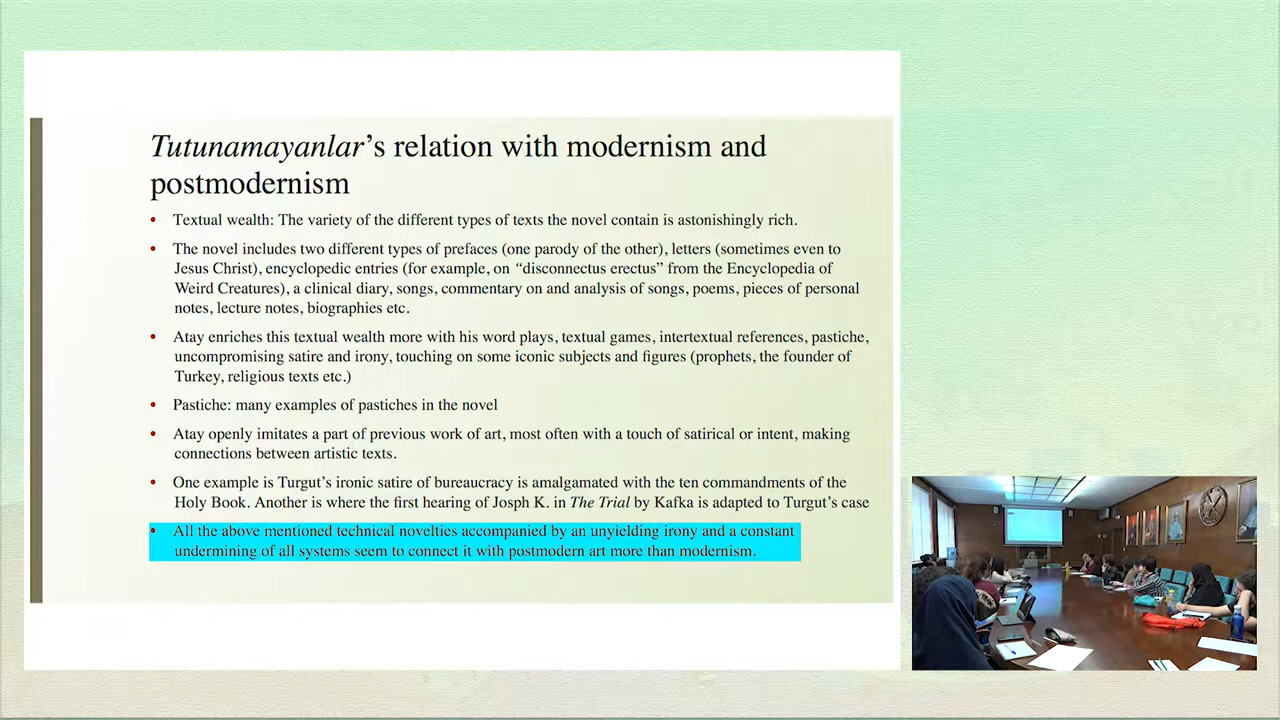 Tutunamayanlar’s relation with modernism and
postmodernism
• Textual wealth: The variety of the different types of texts the novel contain is astonishingly rich.
• The novel includes two different types of prefaces (one parody of the other), letters (sometimes even to
Jesus Christ), encyclopedic entries (for example, on “disconnectus erectus” from the Encyclopedia of
Weird Creatures), a clinical diary, songs, commentary on and analysis of songs, poems, pieces of personal
notes, lecture notes, biographies etc.
• Atay enriches this textual wealth more with his word plays, textual games, intertextual references, pastiche,
uncompromising satire and irony, touching on some iconic subjects and figures (prophets, the founder of
Turkey, religious texts etc.)
• Pastiche: many examples of pastiches in the novel
• Atay openly imitates a part of previous work of art, most often with a touch of satirical or intent, making
connections between artistic texts.
• One example is Turgut’s ironic satire of bureaucracy is amalgamated with the ten commandments of the
Holy Book. Another is where the first hearing of Josph K. in The Trial by Kafka is adapted to Turgut’s case
• All the above mentioned technical novelties accompanied by an unyielding irony and a constant
undermining of all systems seem to connect it with postmodern art more than modernism.